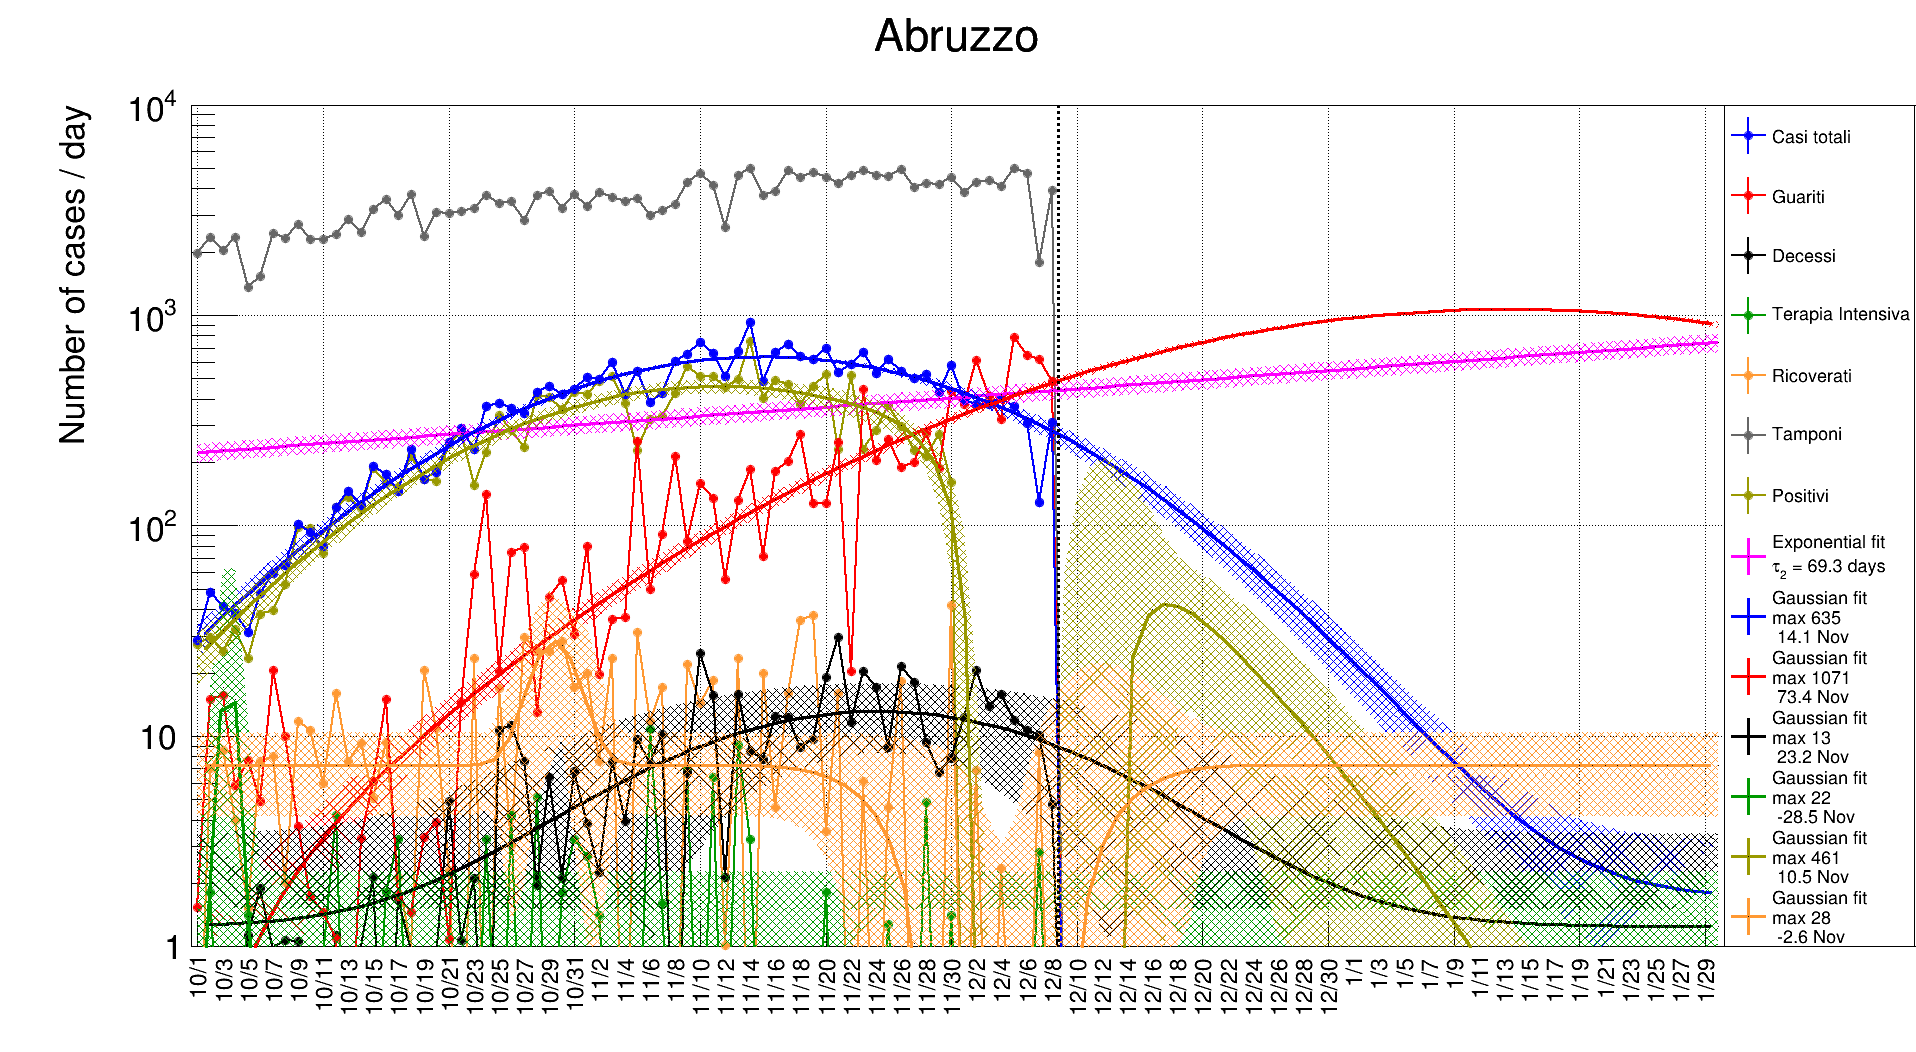 Abruzzo
Number of cases / day
10^4
10^3
10^2
10
1
10/1
10/3
10/5
10/7
10/9
10/11
10/13
10/15
10/17
10/19
10/21
10/23
10/25
10/27
10/29
10/31
11/2
11/4
11/6
11/8
11/10
11/12
11/14
11/16
11/18
11/20
11/22
11/24
11/26
11/28
11/30
12/2
12/4
12/6
12/8
12/10
12/12
12/14
12/16
12/18
12/20
12/22
12/24
12/26
12/28
12/30
1/1
1/3
1/5
1/7
1/9
1/11
1/13
1/15
1/17
1/19
1/21
1/23
1/25
1/27
1/29
Casi totali
Guariti
Decessi
Terapia Intensiva
Ricoverati
Tamponi
Positivi
Exponential fit
τ2 = 69.3 days
Gaussian fit
max 635
14.1 Nov
Gaussian fit
max 1071
73.4 Nov
Gaussian fit
max 13
23.2 Nov
Gaussian fit
max 22
-28.5 Nov
Gaussian fit
max 461
10.5 Nov
Gaussian fit
max 28
-2.6 Nov